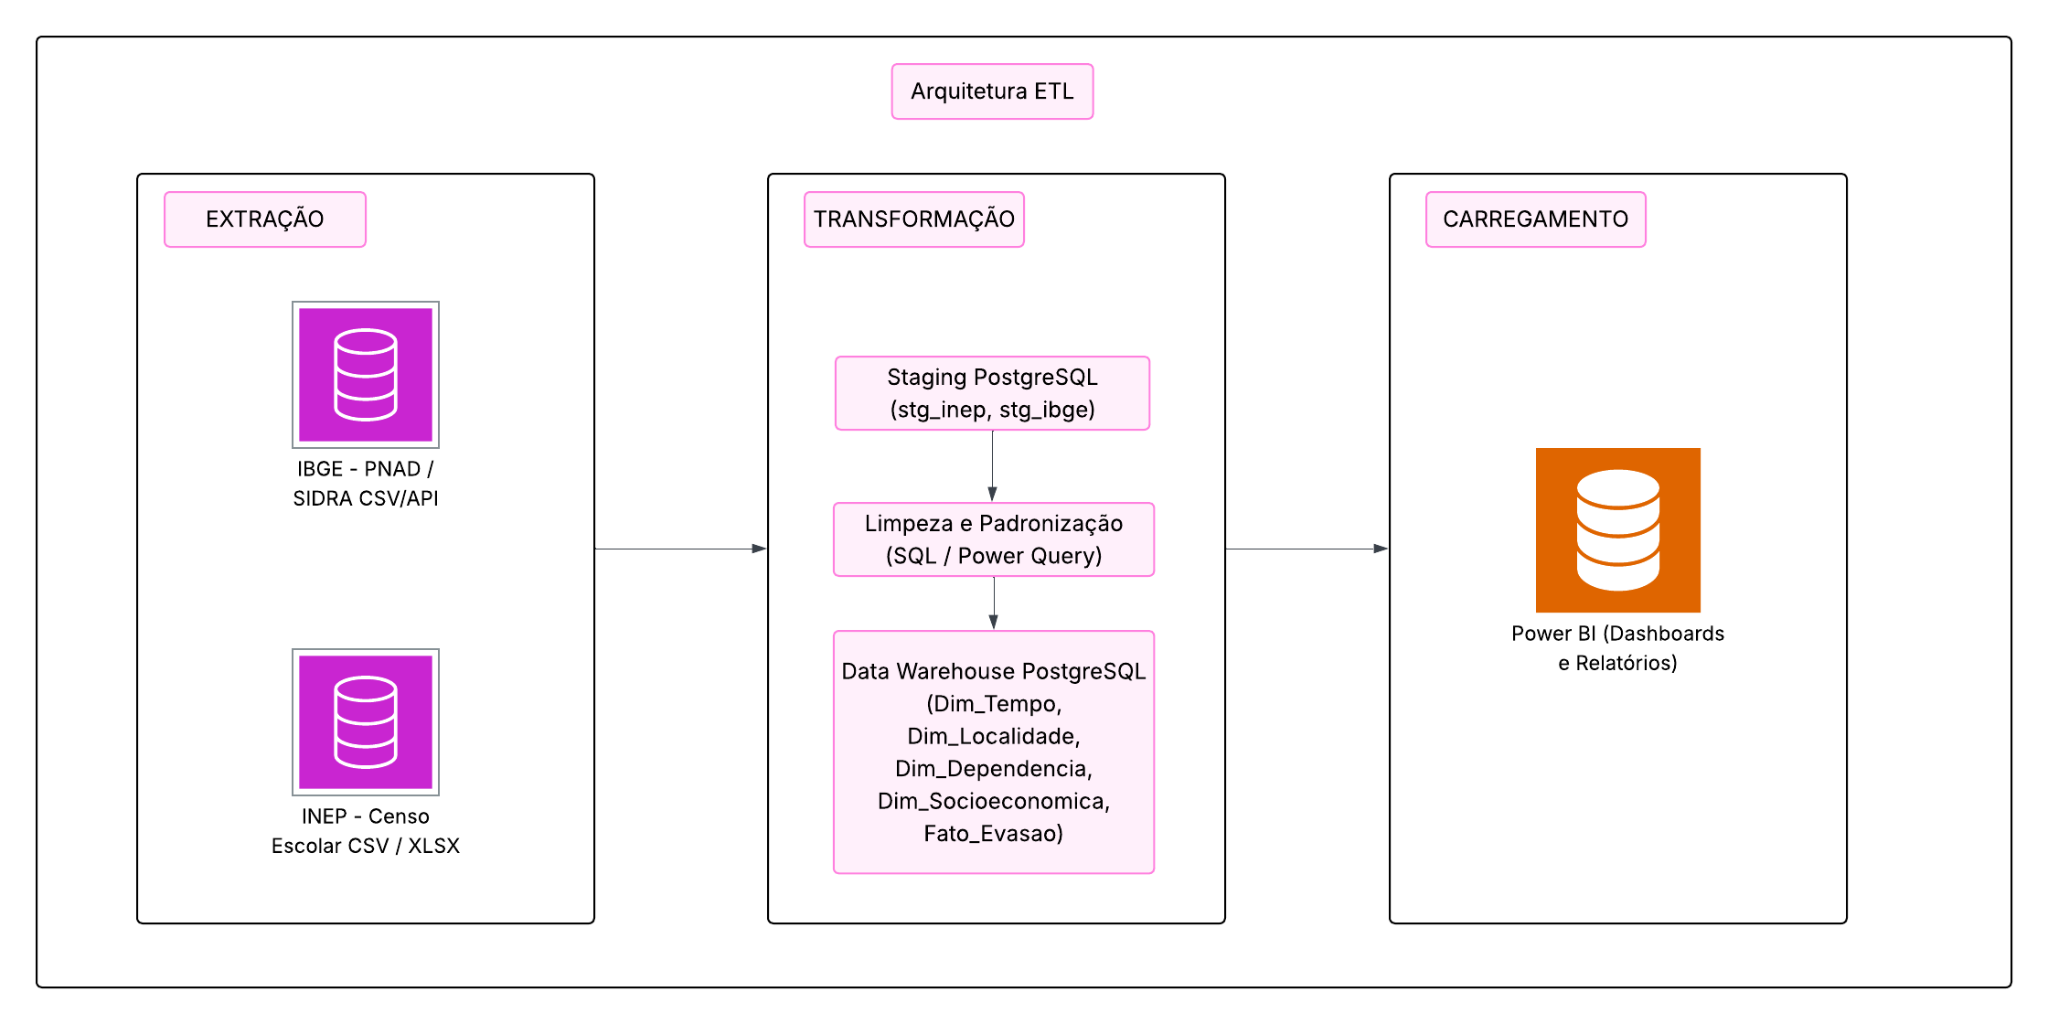 Arquitetura ETL
EXTRAÇÃO
IBGE - PNAD /
SIDRA CSV/API
INEP - Censo
Escolar CSV / XLSX
TRANSFORMAÇÃO
Staging PostgreSQL
(stg_inep, stg_ibge)
Limpeza e Padronização
(SQL / Power Query)
Data Warehouse PostgreSQL
(Dim_Tempo,
Dim_Localidade,
Dim_Dependencia,
Dim_Socioeconomica,
Fato_Evasao)
CARREGAMENTO
Power BI (Dashboards
e Relatórios)